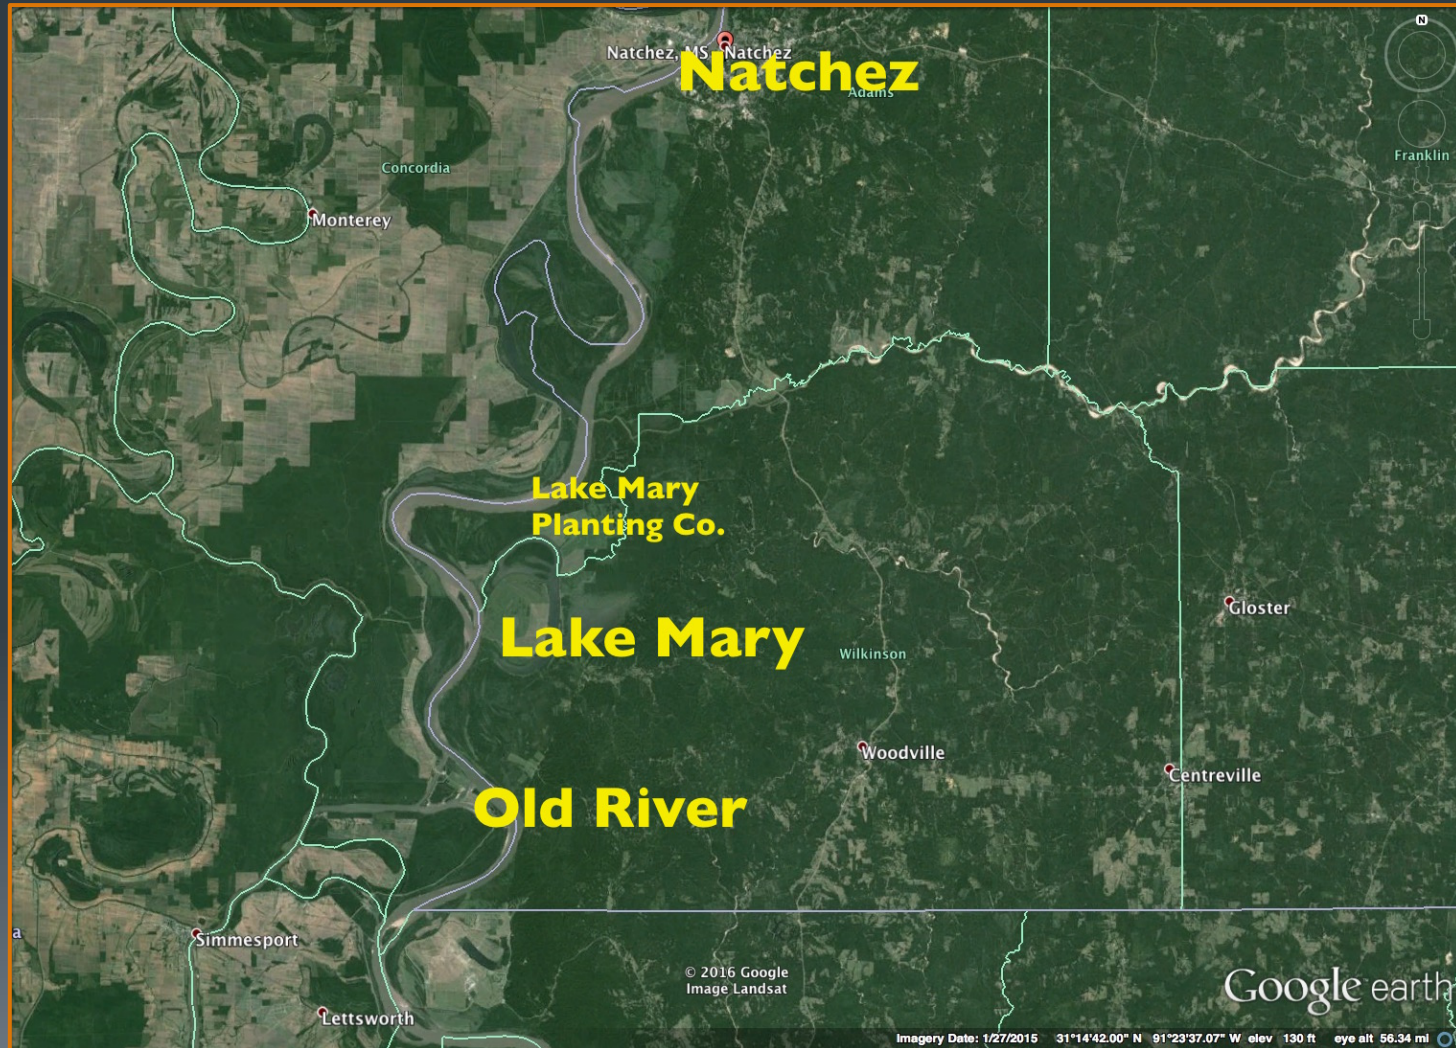 N
Natchez, MS
Natchez
Natchez
Adams
Franklin
Concordia
Monterey
Lake Mary
Planting Co.
Gloster
Lake Mary
Wilkinson
Woodville
Centreville
Old River
a
Simmesport
© 2016 Google
Image Landsat
Google earth
Lettsworth
Imagery Date: 1/27/2015 31°14'42.00" N 91°23'37.07" W elev 130 ft eye alt 56.34 mi